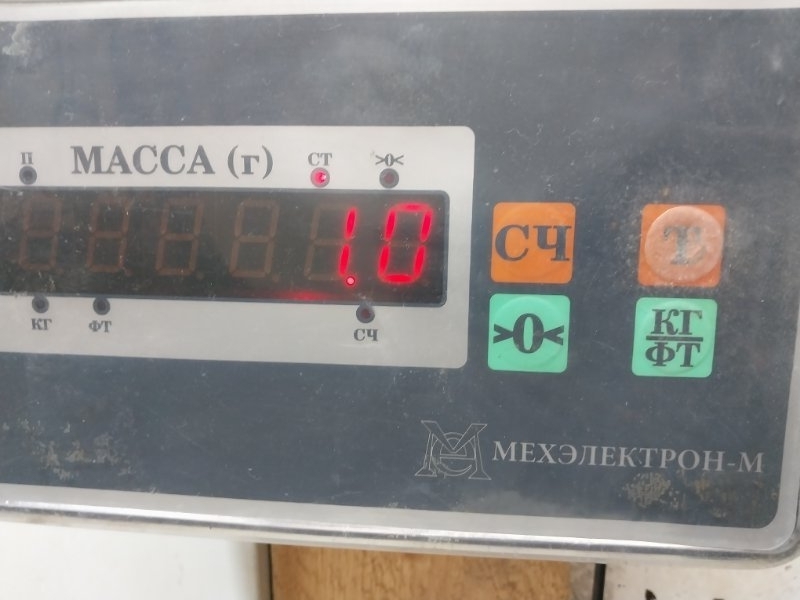 П МАССА (г) СТ >0<
1.0
КГ ФТ СЧ
СЧ Т
>0< КГ
ФТ
МЕХЭЛЕКТРОН-М